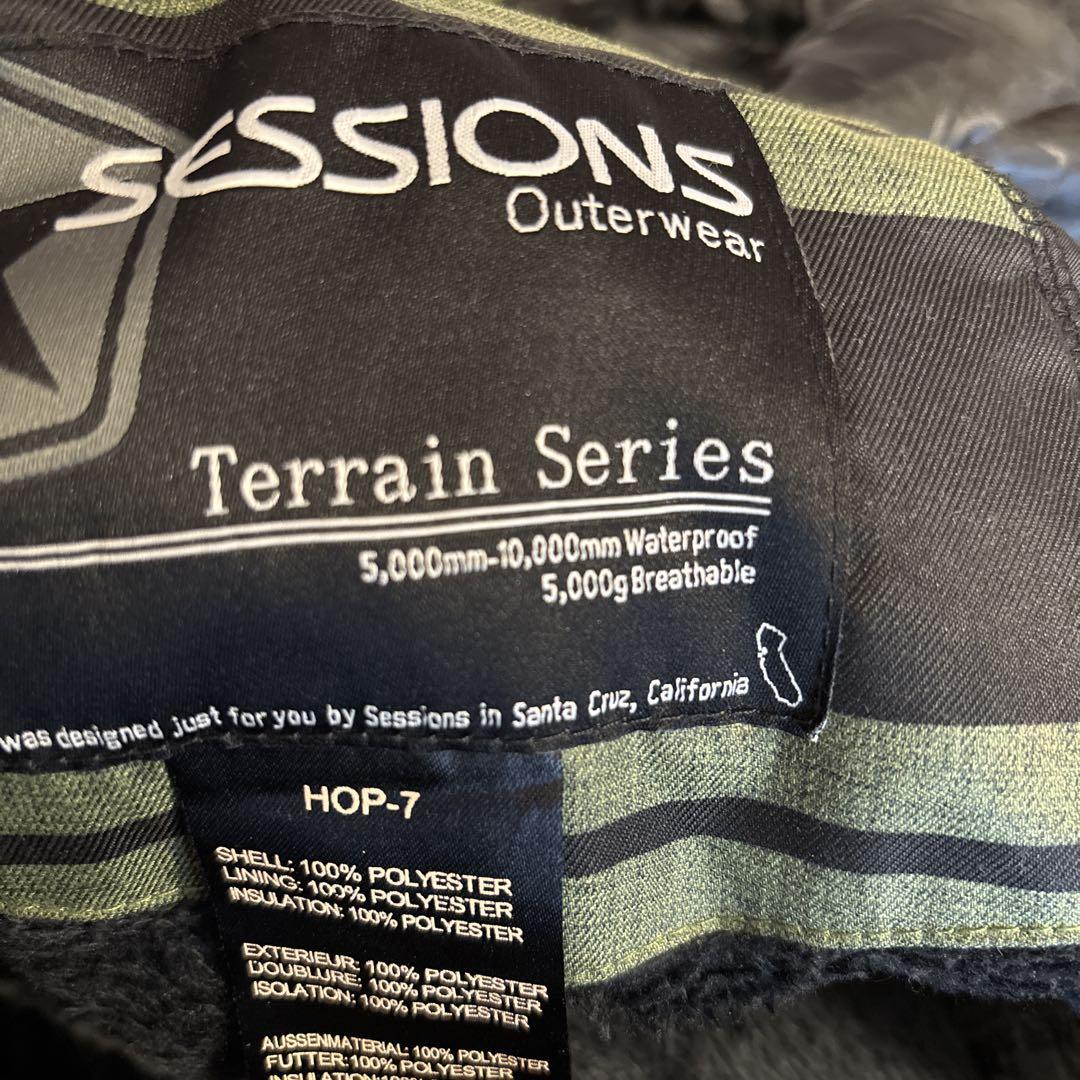 SESSIONS
Outerwear
Terrain Series
5,000mm-10,000mm Waterproof
5,000g Breathable
was designed just for you by Sessions in Santa Cruz, California
HOP-7
SHELL: 100% POLYESTER
LINING: 100% POLYESTER
INSULATION: 100% POLYESTER
EXTERIEUR: 100% POLYESTER
DOUBLURE: 100% POLYESTER
ISOLATION: 100% POLYESTER
AUSSENMATERIAL: 100% POLYESTER
FUTTER:100% POLYESTER